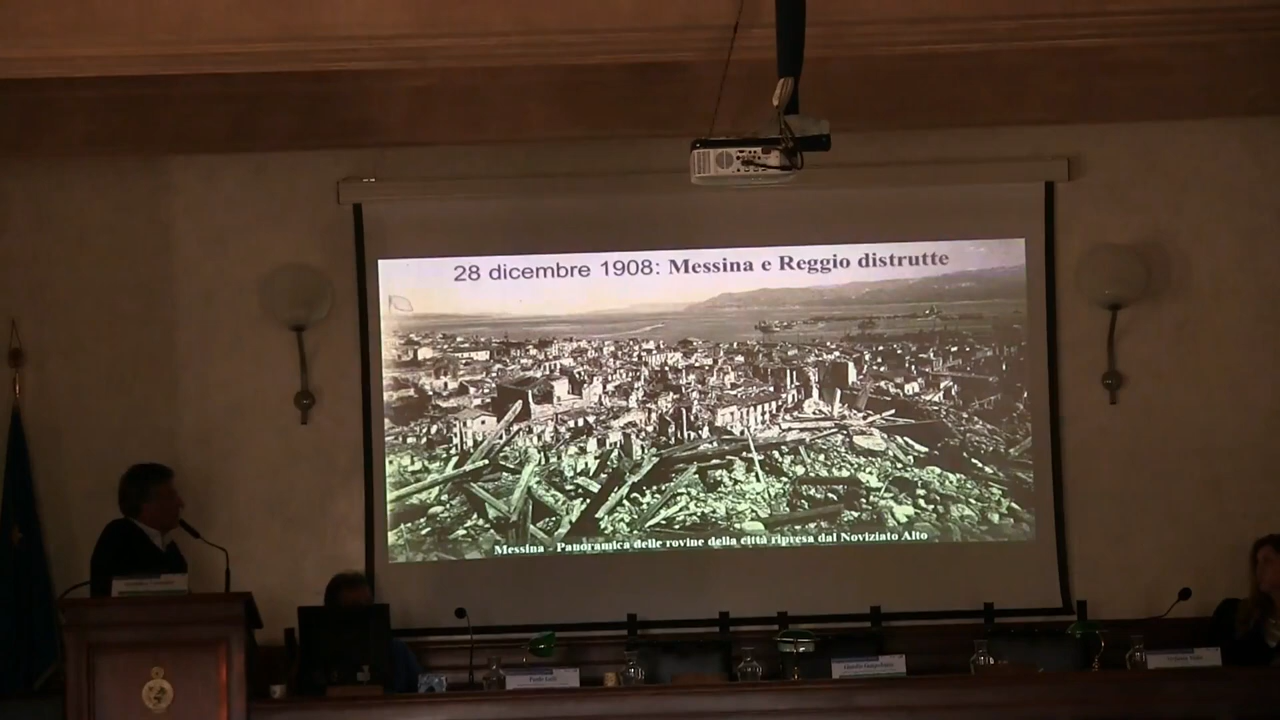 28 dicembre 1908: Messina e Reggio distrutte
Messina - Panoramica delle rovine della città ripresa dal Noviziato Alto